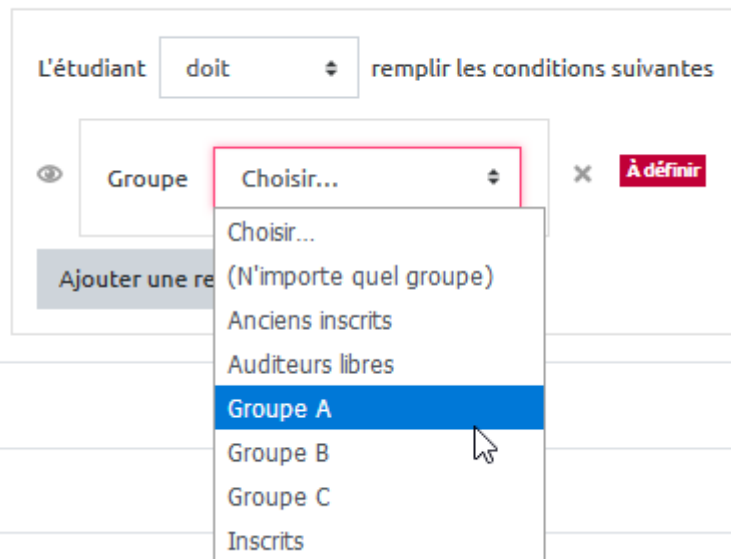 L'étudiant doit remplir les conditions suivantes
Groupe Choisir... À définir
Choisir...
Ajouter une re (N'importe quel groupe)
Anciens inscrits
Auditeurs libres
Groupe A
Groupe B
Groupe C
Inscrits